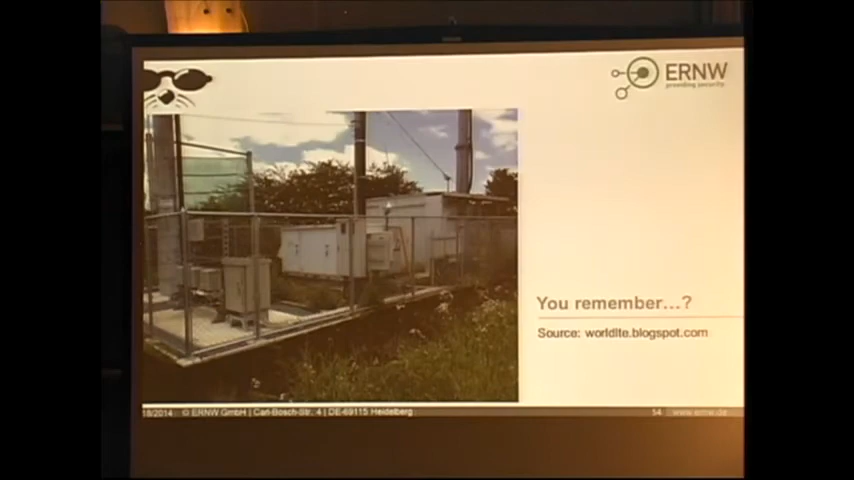 ERNW
providing security.
You remember...?
Source: worldlte.blogspot.com
18/2014 © ERNW GmbH | Carl-Bosch-Str. 4 | DE-69115 Heidelberg 54 www.ernw.de